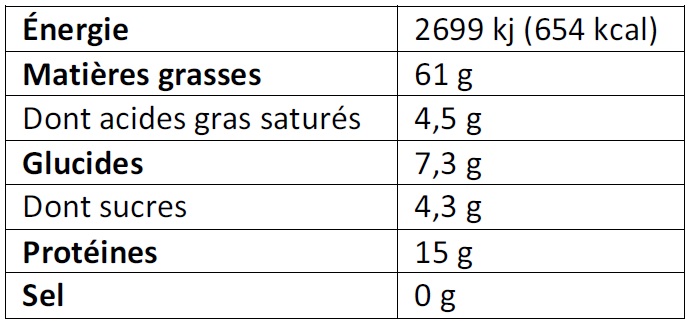 Énergie 2699 kj (654 kcal)
Matières grasses 61 g
Dont acides gras saturés 4,5 g
Glucides 7,3 g
Dont sucres 4,3 g
Protéines 15 g
Sel 0 g